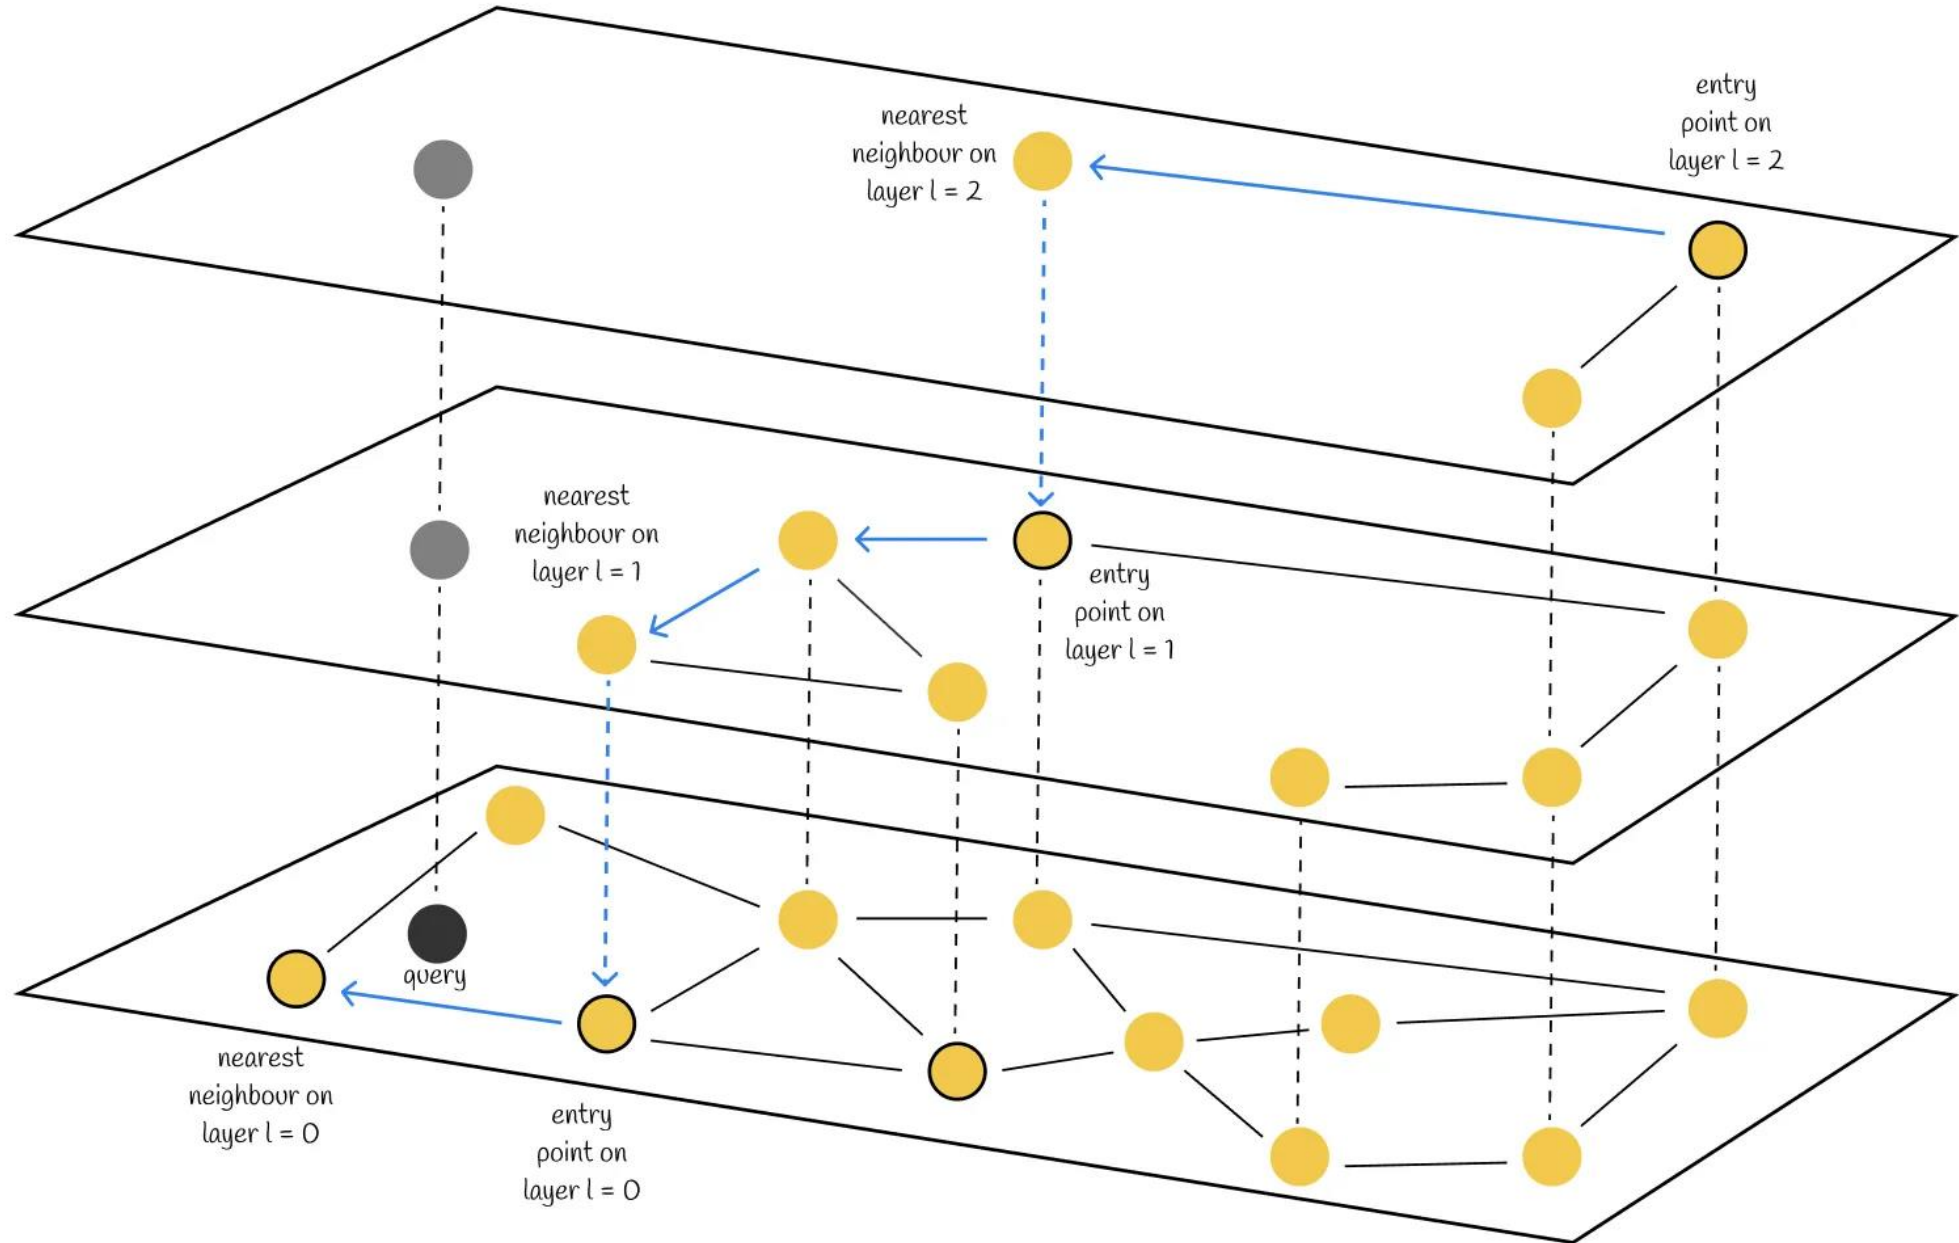 entry
point on
layer l = 2
nearest
neighbour on
layer l = 2
nearest
neighbour on
layer l = 1
entry
point on
layer l = 1
query
nearest
neighbour on
layer l = 0
entry
point on
layer l = 0